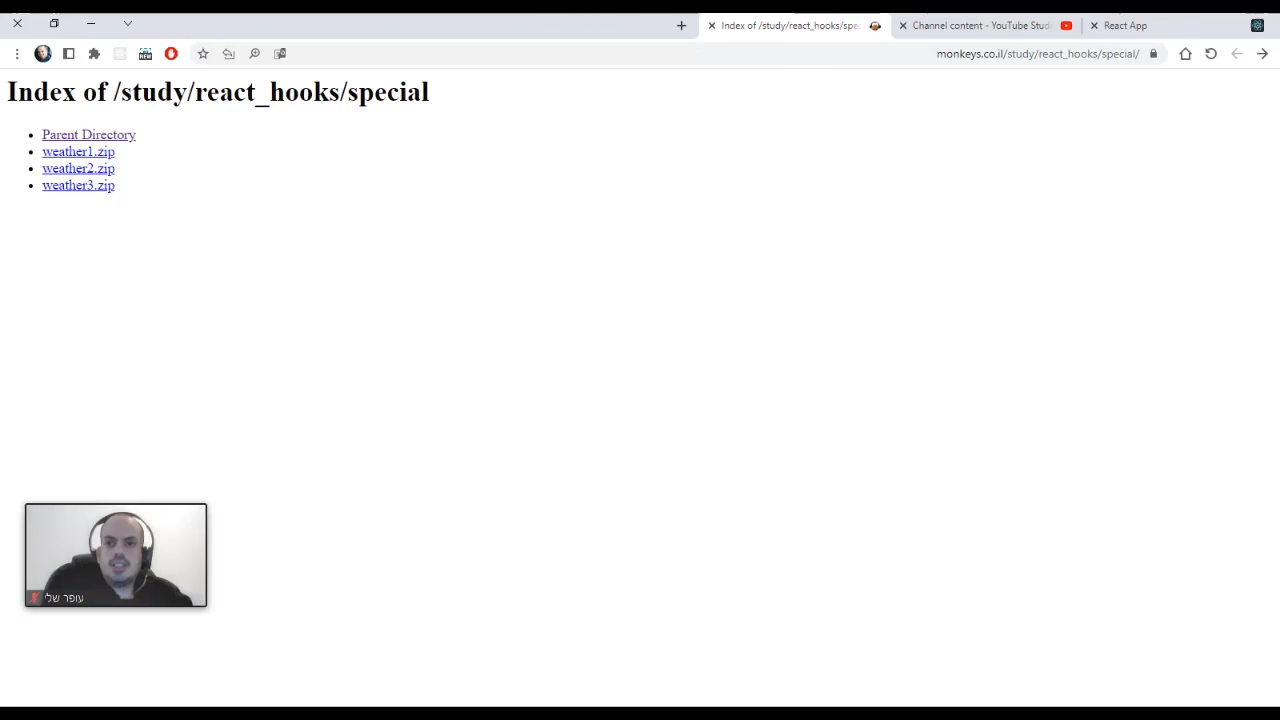 Index of /study/react_hooks/spec
Channel content - YouTube Stud
React App
NEW
monkeys.co.il/study/react_hooks/special/
Index of /study/react_hooks/special
Parent Directory
weather1.zip
weather2.zip
weather3.zip
עופר שלי